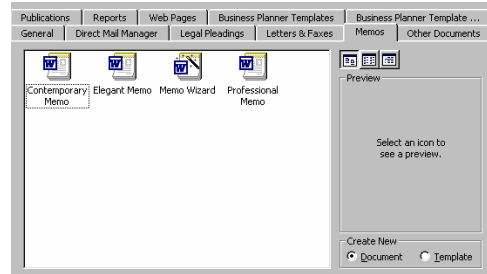 Publications Reports Web Pages Business Planner Templates Business Planner Template ...
General Direct Mail Manager Legal Pleadings Letters & Faxes Memos Other Documents
Contemporary Memo
Elegant Memo
Memo Wizard
Professional Memo
Preview
Select an icon to
see a preview.
Create New
Document Template